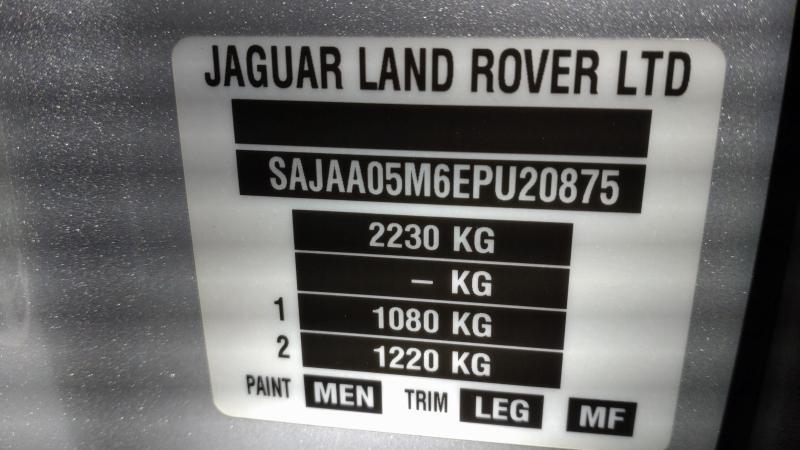 JAGUAR LAND ROVER LTD
SAJAA05M6EPU20875
2230 KG
– KG
1 1080 KG
2 1220 KG
PAINT MEN TRIM LEG MF